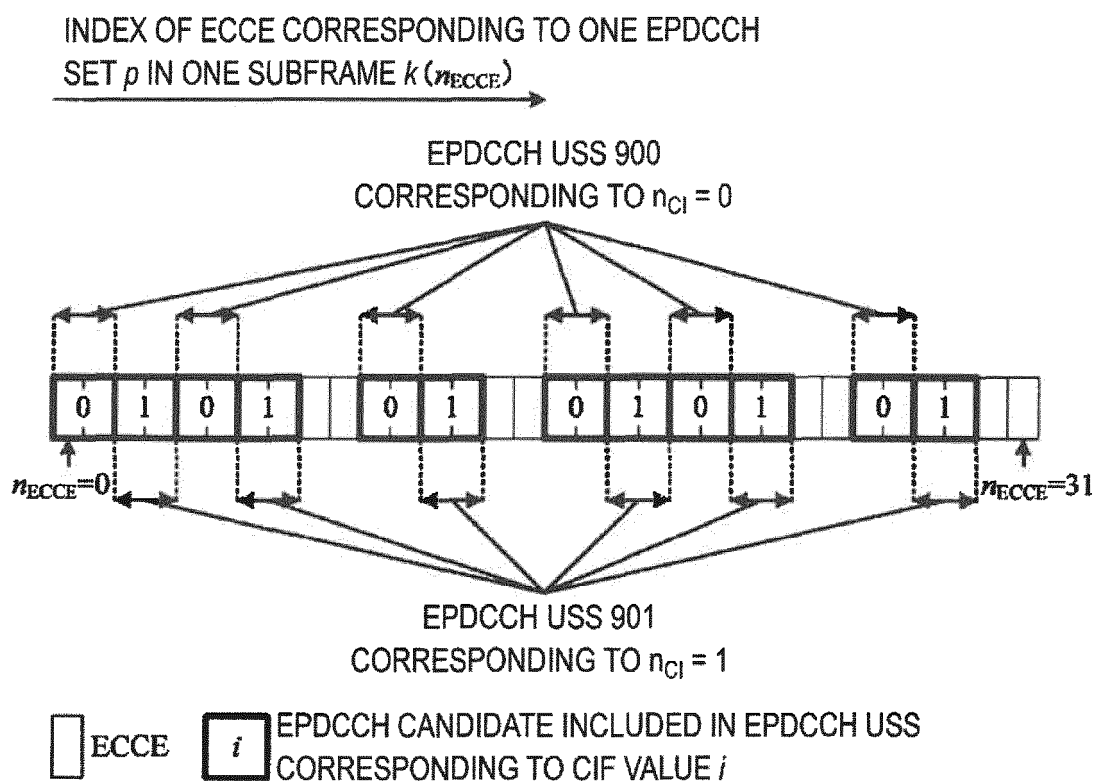 INDEX OF ECCE CORRESPONDING TO ONE EPDCCH
SET p IN ONE SUBFRAME k (nECCE)
EPDCCH USS 900
CORRESPONDING TO nCI = 0
0 1 0 1 0 1 0 1 0 1 0 1
nECCE=0
nECCE=31
EPDCCH USS 901
CORRESPONDING TO nCI = 1
ECCE
i
EPDCCH CANDIDATE INCLUDED IN EPDCCH USS
CORRESPONDING TO CIF VALUE i